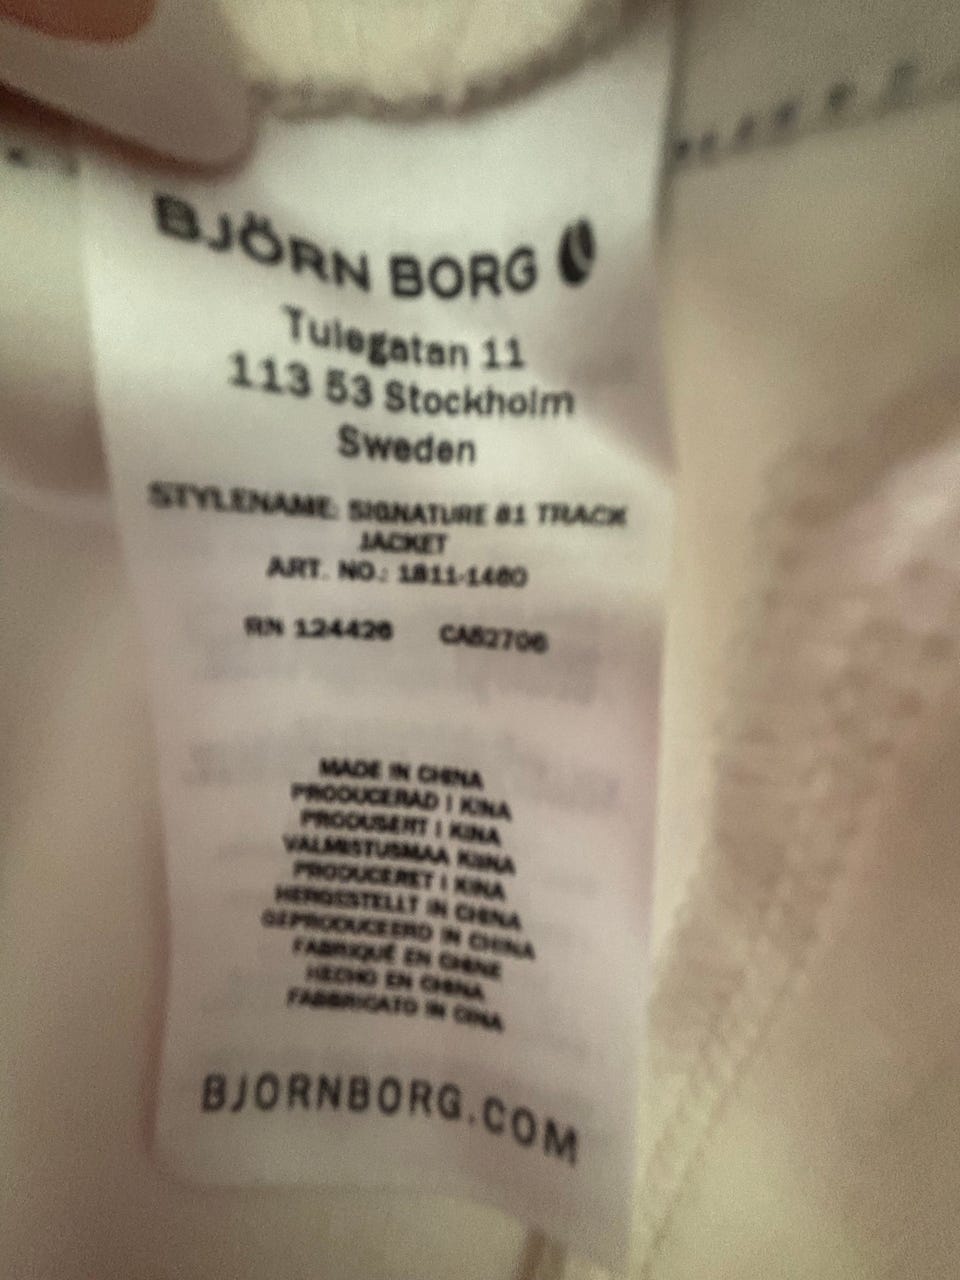 BJÖRN BORG
Tulegatan 11
113 53 Stockholm
Sweden
STYLENAME: SIGNATURE 81 TRACK
JACKET
ART. NO.: 1811-1460
RN 124426 CA52706
MADE IN CHINA
PRODUCERAD I KINA
PRODUSERT I KINA
VALMISTUSMAA KIINA
PRODUCERET I KINA
HERGESTELLT IN CHINA
GEPRODUCEERD IN CHINA
FABRIQUÉ EN CHINE
HECHO EN CHINA
FABBRICATO IN CINA
BJORNBORG.COM